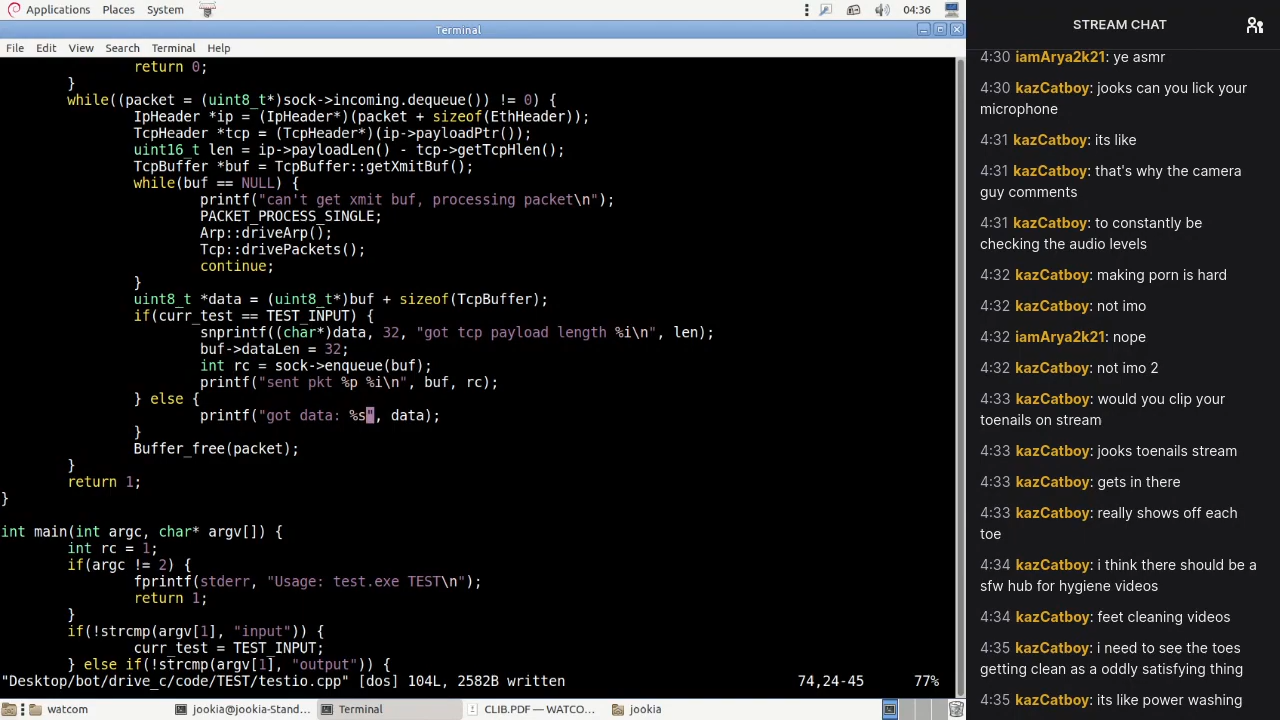 Applications Places System 04:36
Terminal
File Edit View Search Terminal Help
return 0;
}
while((packet = (uint8_t*)sock->incoming.dequeue()) != 0) {
IpHeader *ip = (IpHeader*)(packet + sizeof(EthHeader));
TcpHeader *tcp = (TcpHeader*)(ip->payloadPtr());
uint16_t len = ip->payloadLen() - tcp->getTcpHlen();
TcpBuffer *buf = TcpBuffer::getXmitBuf();
while(buf == NULL) {
printf("can't get xmit buf, processing packet\n");
PACKET_PROCESS_SINGLE;
Arp::driveArp();
Tcp::drivePackets();
continue;
}
uint8_t *data = (uint8_t*)buf + sizeof(TcpBuffer);
if(curr_test == TEST_INPUT) {
snprintf((char*)data, 32, "got tcp payload length %i\n", len);
buf->dataLen = 32;
int rc = sock->enqueue(buf);
printf("sent pkt %p %i\n", buf, rc);
} else {
printf("got data: %s", data);
}
Buffer_free(packet);
}
return 1;
}
int main(int argc, char* argv[]) {
int rc = 1;
if(argc != 2) {
fprintf(stderr, "Usage: test.exe TEST\n");
return 1;
}
if(!strcmp(argv[1], "input")) {
curr_test = TEST_INPUT;
} else if(!strcmp(argv[1], "output")) {
"Desktop/bot/drive_c/code/TEST/testio.cpp" [dos] 104L, 2582B written 74,24-45 77%
watcom jookia@jookia-Stand... Terminal CLIB.PDF — WATCO... jookia
STREAM CHAT
4:30 iamArya2k21: ye asmr
4:30 kazCatboy: jooks can you lick your
microphone
4:31 kazCatboy: its like
4:31 kazCatboy: that's why the camera
guy comments
4:31 kazCatboy: to constantly be
checking the audio levels
4:32 kazCatboy: making porn is hard
4:32 kazCatboy: not imo
4:32 iamArya2k21: nope
4:32 kazCatboy: not imo 2
4:33 kazCatboy: would you clip your
toenails on stream
4:33 kazCatboy: jooks toenails stream
4:33 kazCatboy: gets in there
4:33 kazCatboy: really shows off each
toe
4:34 kazCatboy: i think there should be a
sfw hub for hygiene videos
4:34 kazCatboy: feet cleaning videos
4:35 kazCatboy: i need to see the toes
getting clean as a oddly satisfying thing
4:35 kazCatboy: its like power washing